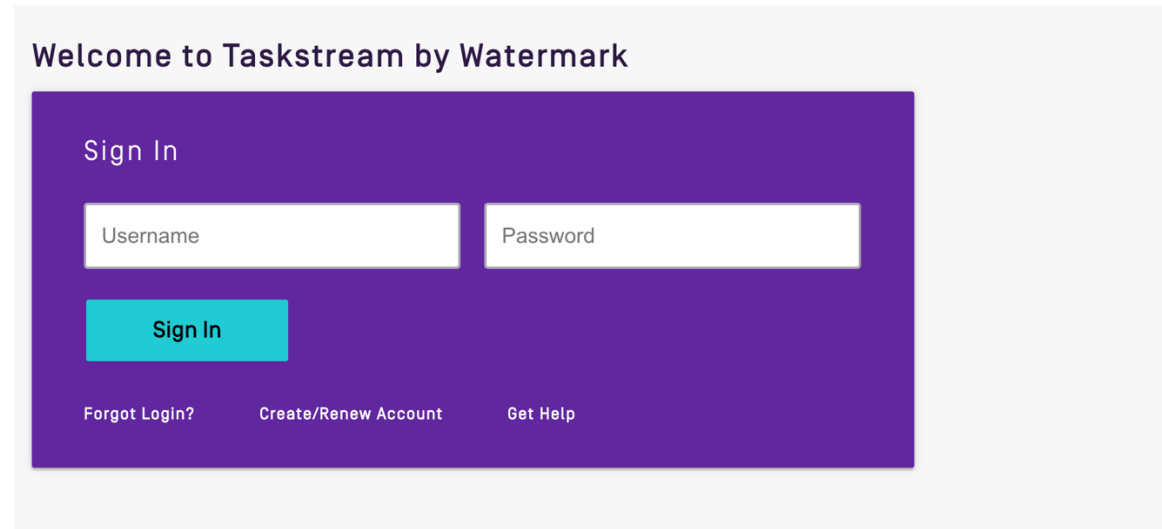 Welcome to Taskstream by Watermark
Sign In
Username Password
Sign In
Forgot Login? Create/Renew Account Get Help